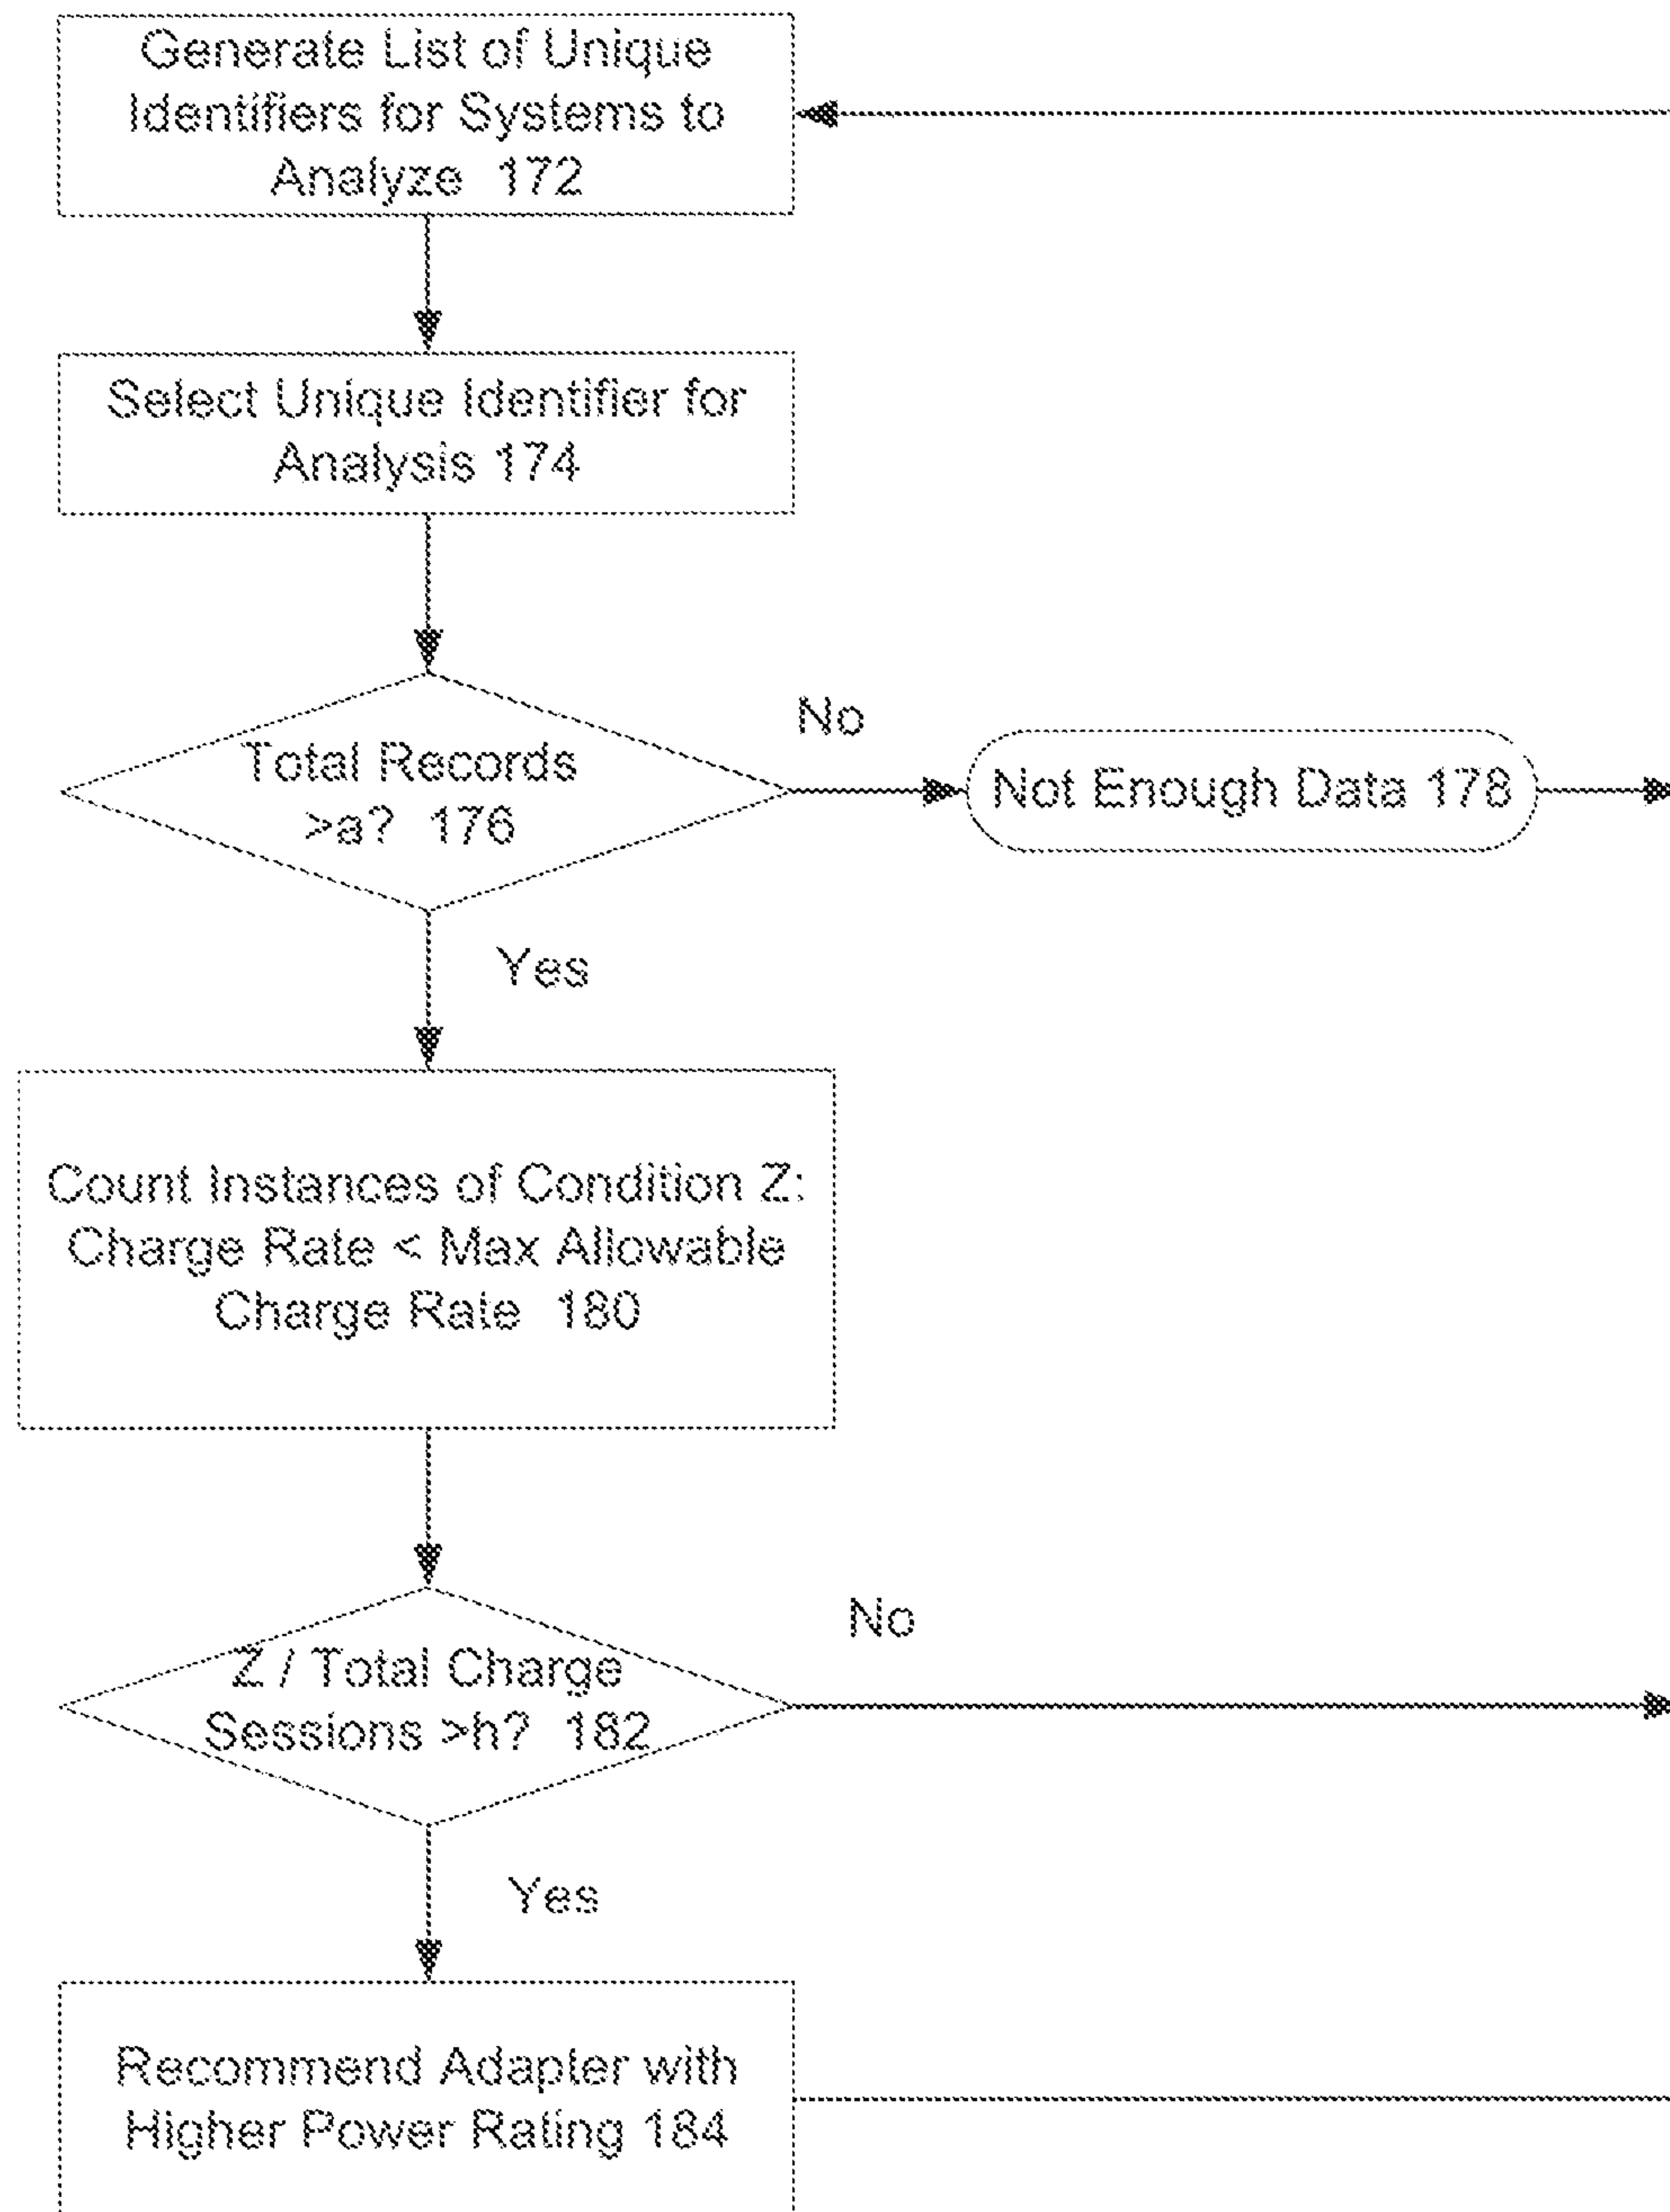 Generate List of Unique
Identifiers for Systems to
Analyze 172
Select Unique Identifier for
Analysis 174
Total Records
>a? 176
No
Not Enough Data 178
Yes
Count Instances of Condition Z:
Charge Rate < Max Allowable
Charge Rate 180
Z / Total Charge
Sessions >h? 182
No
Yes
Recommend Adapter with
Higher Power Rating 184